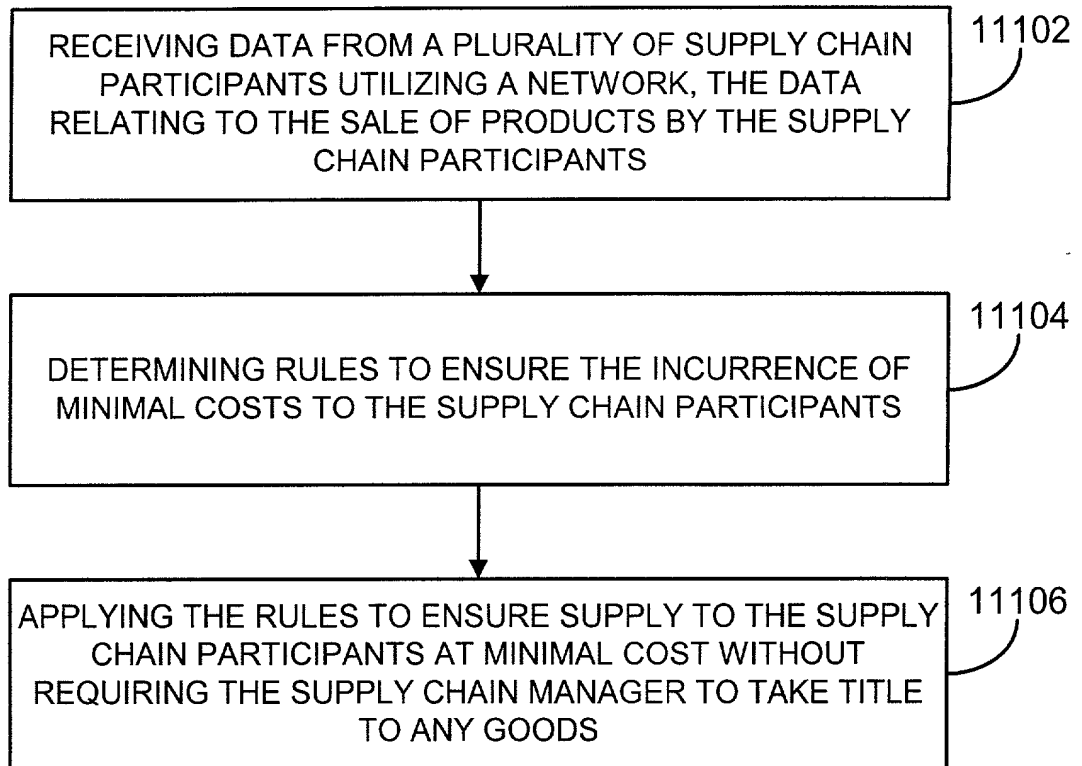 RECEIVING DATA FROM A PLURALITY OF SUPPLY CHAIN
PARTICIPANTS UTILIZING A NETWORK, THE DATA
RELATING TO THE SALE OF PRODUCTS BY THE SUPPLY
CHAIN PARTICIPANTS
11102
DETERMINING RULES TO ENSURE THE INCURRENCE OF
MINIMAL COSTS TO THE SUPPLY CHAIN PARTICIPANTS
11104
APPLYING THE RULES TO ENSURE SUPPLY TO THE SUPPLY
CHAIN PARTICIPANTS AT MINIMAL COST WITHOUT
REQUIRING THE SUPPLY CHAIN MANAGER TO TAKE TITLE
TO ANY GOODS
11106